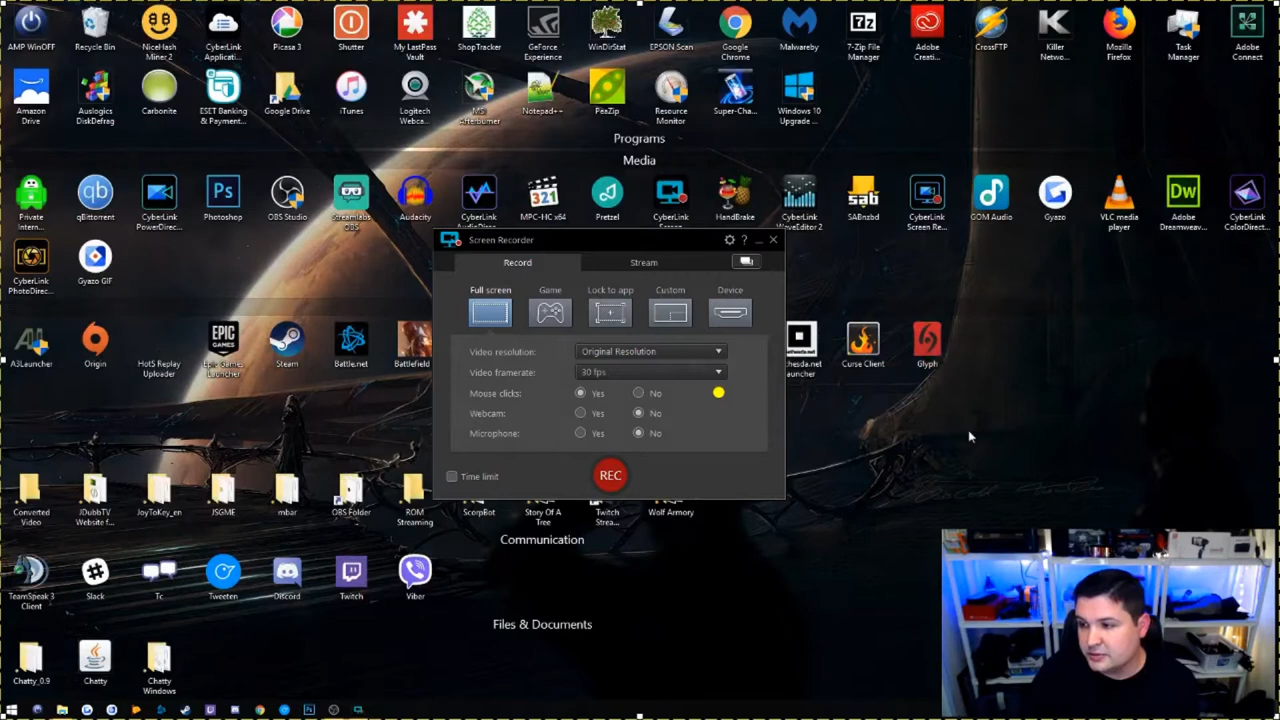 AMP WinOFF
Recycle Bin
NiceHash Miner 2
CyberLink Applicati...
Picasa 3
Shutter
My LastPass Vault
ShopTracker
GeForce Experience
WinDirStat
EPSON Scan
Google Chrome
Malwareby
7-Zip File Manager
Adobe Creati...
CrossFTP
Killer Netwo...
Mozilla Firefox
Task Manager
Adobe Connect
Amazon Drive
Auslogics DiskDefrag
Carbonite
ESET Banking & Payment...
Google Drive
iTunes
Logitech Webca...
MSI Afterburner
Notepad++
PeaZip
Resource Monitor
Super-Cha...
Windows 10 Upgrade ...
Programs
Media
Private Intern...
qBittorrent
CyberLink PowerDirec...
Photoshop
OBS Studio
Streamlabs OBS
Audacity
CyberLink AudioDirec...
MPC-HC x64
Pretzel
CyberLink Screen...
HandBrake
CyberLink WaveEditor 2
SABnzbd
CyberLink Screen Re...
GOM Audio
Gyazo
VLC media player
Adobe Dreamweav...
CyberLink ColorDirect...
CyberLink PhotoDirec...
Gyazo GIF
Screen Recorder
Record
Stream
Full screen
Game
Lock to app
Custom
Device
Video resolution:
Original Resolution
Video framerate:
30 fps
Mouse clicks:
Yes
No
Webcam:
Yes
No
Microphone:
Yes
No
Time limit
REC
A3Launcher
Origin
HotS Replay Uploader
Epic Games Launcher
Steam
Battle.net
Battlefield
Curse Client
Glyph
Converted Video
JDubbTV Website f...
JoyToKey_en
JSGME
mbar
OBS Folder
ROM Streaming
ScorpBot
Story Of A Tree
Twitch Strea...
Wolf Armory
Communication
TeamSpeak 3 Client
Slack
Tc
Tweeten
Discord
Twitch
Viber
Files & Documents
Chatty_0.9
Chatty
Chatty Windows